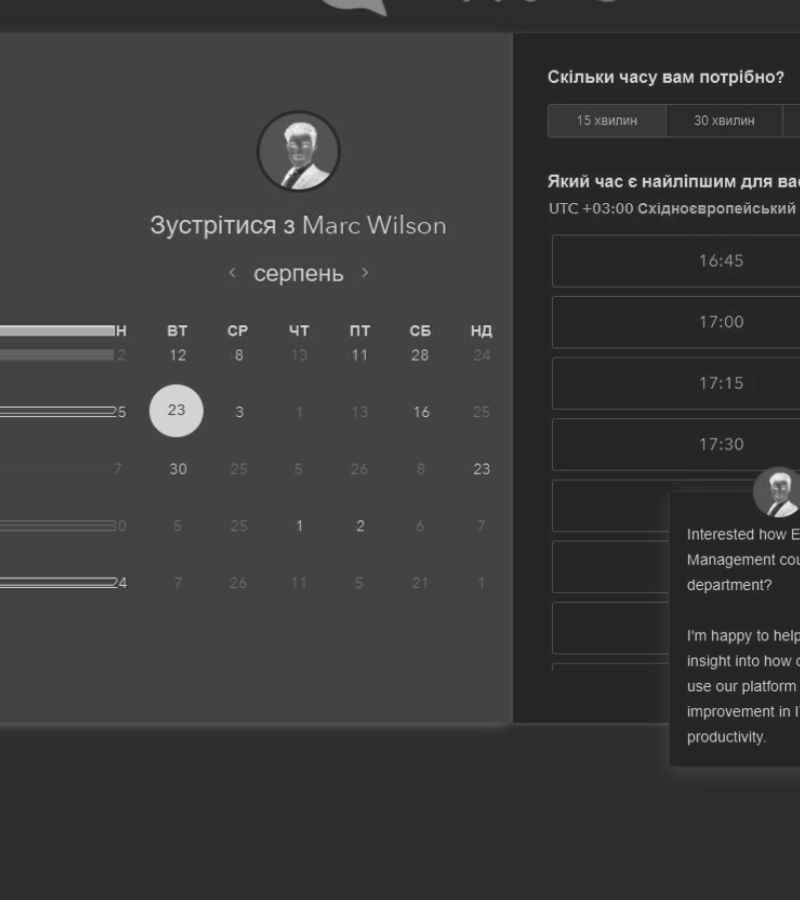 Зустрітися з Marc Wilson
серпень
Н ВТ СР ЧТ ПТ СБ НД
2 12 8 13 11 28 24
25 23 3 1 13 16 25
7 30 25 5 26 8 23
30 5 25 1 2 6 7
24 7 26 11 5 21 1
Скільки часу вам потрібно?
15 хвилин 30 хвилин
Який час є найліпшим для
UTC +03:00 Східноєвропейський
16:45
17:00
17:15
17:30
Interested how
Management
department?
I'm happy to help
insight into how
use our platform
improvement in
productivity.